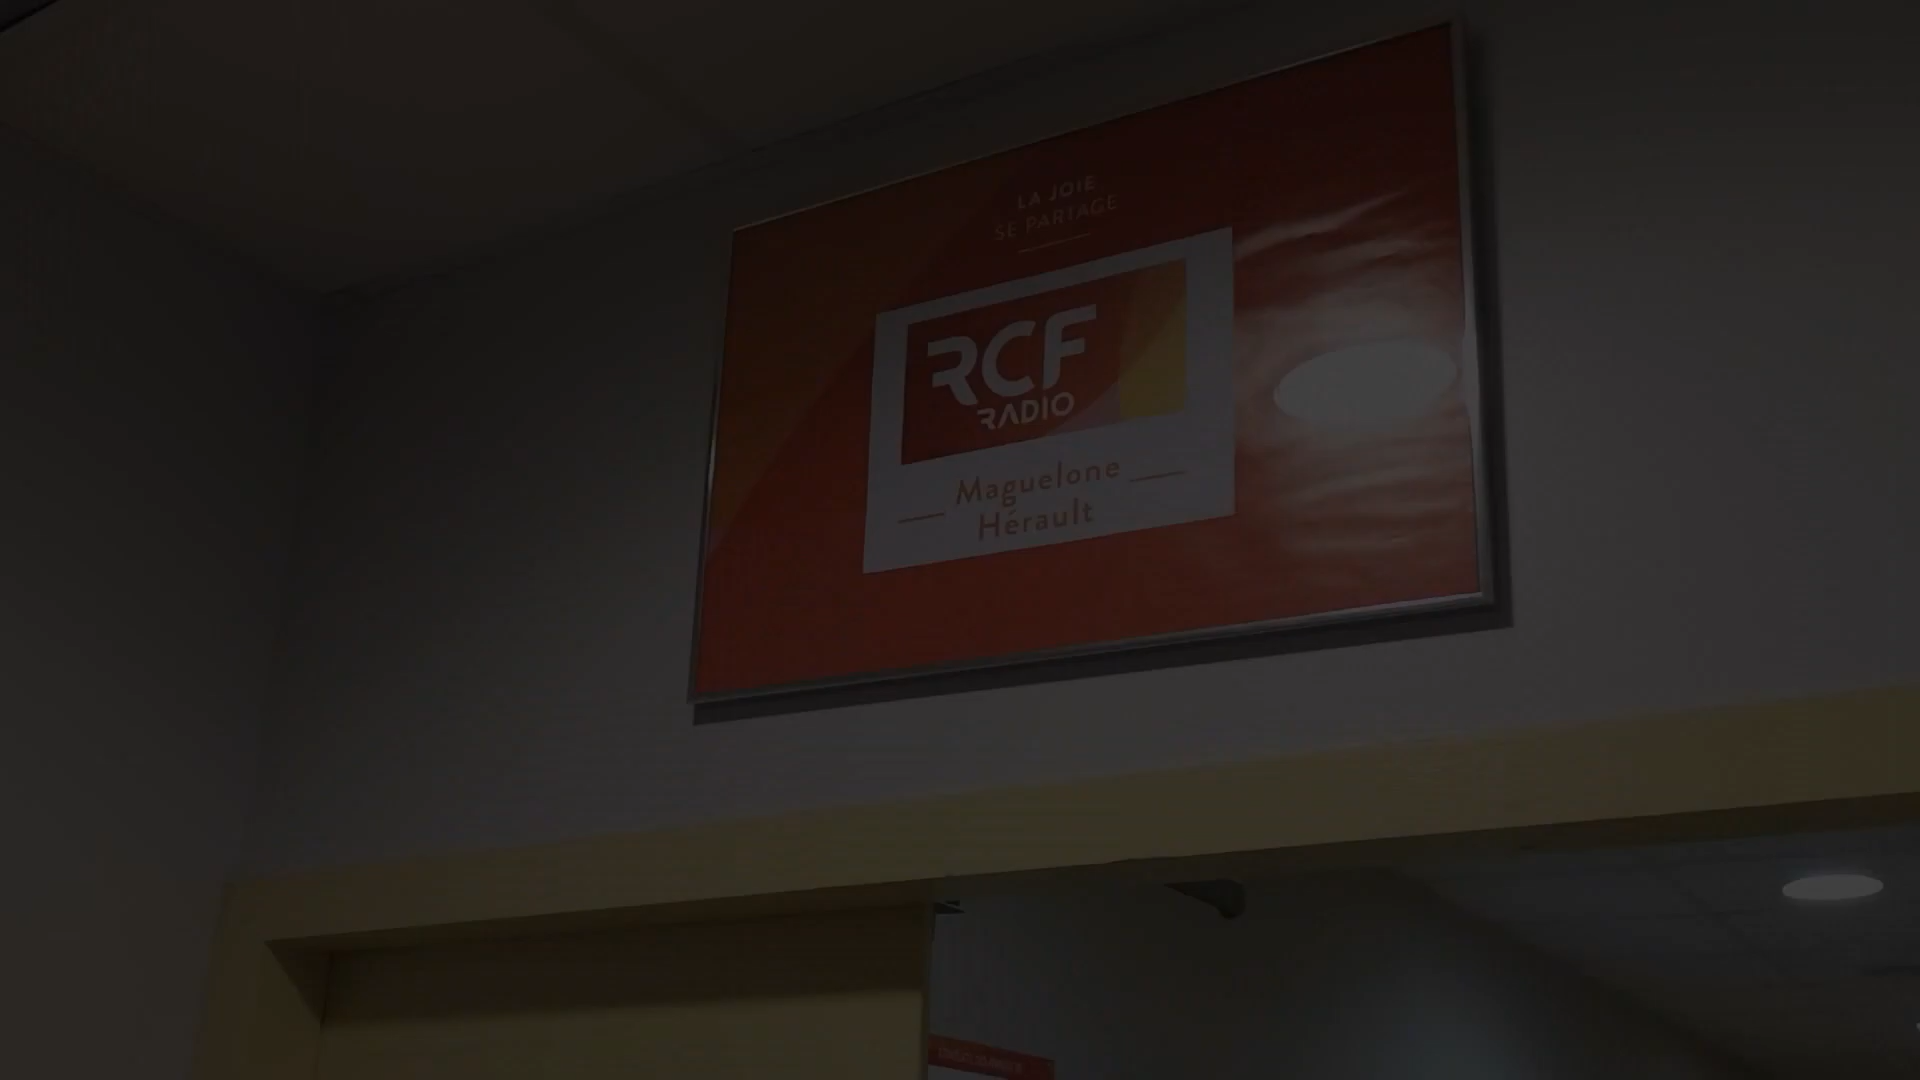 LA JOIE
SE PARTAGE
RCF
RADIO
Maguelone
Hérault